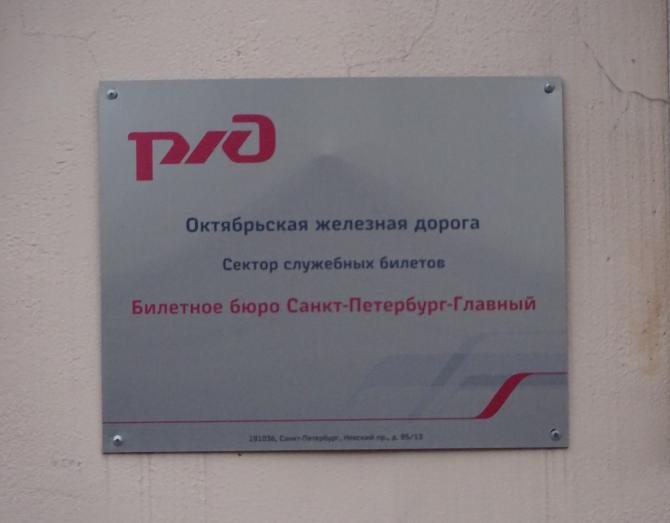 РЖД
Октябрьская железная дорога
Сектор служебных билетов
Билетное бюро Санкт-Петербург-Главный
191036, Санкт-Петербург, Невский пр., д. 85/13